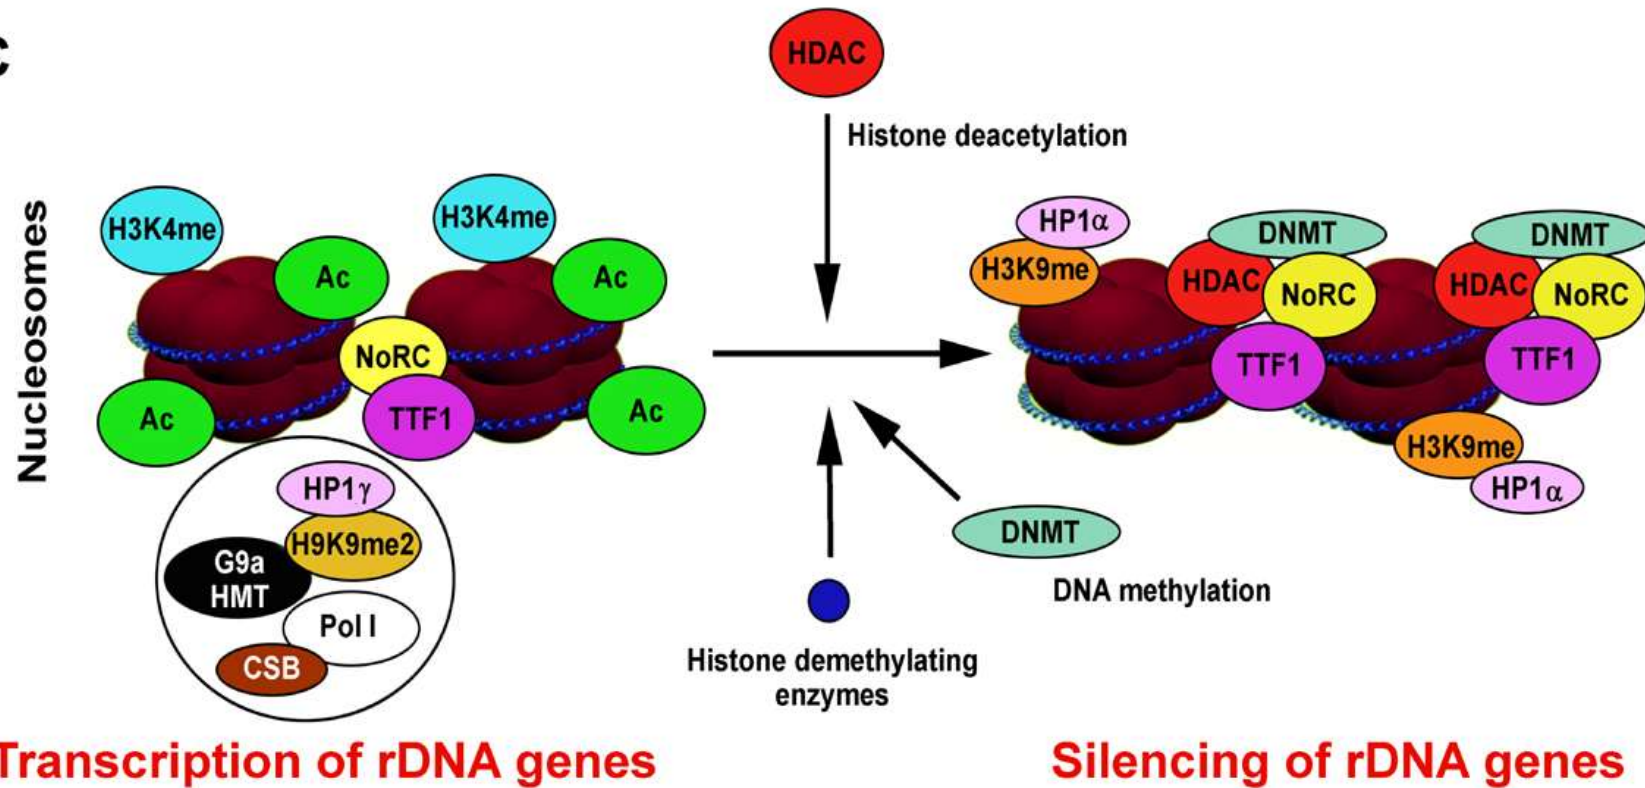 C
HDAC
Histone deacetylation
Nucleosomes
H3K4me
H3K4me
Ac
Ac
NoRC
TTF1
Ac
Ac
HP1γ
H9K9me2
G9a
HMT
Pol I
CSB
Histone demethylating
enzymes
DNMT
DNA methylation
HP1α
H3K9me
HDAC
DNMT
NoRC
TTF1
HDAC
DNMT
NoRC
TTF1
H3K9me
HP1α
Transcription of rDNA genes
Silencing of rDNA genes